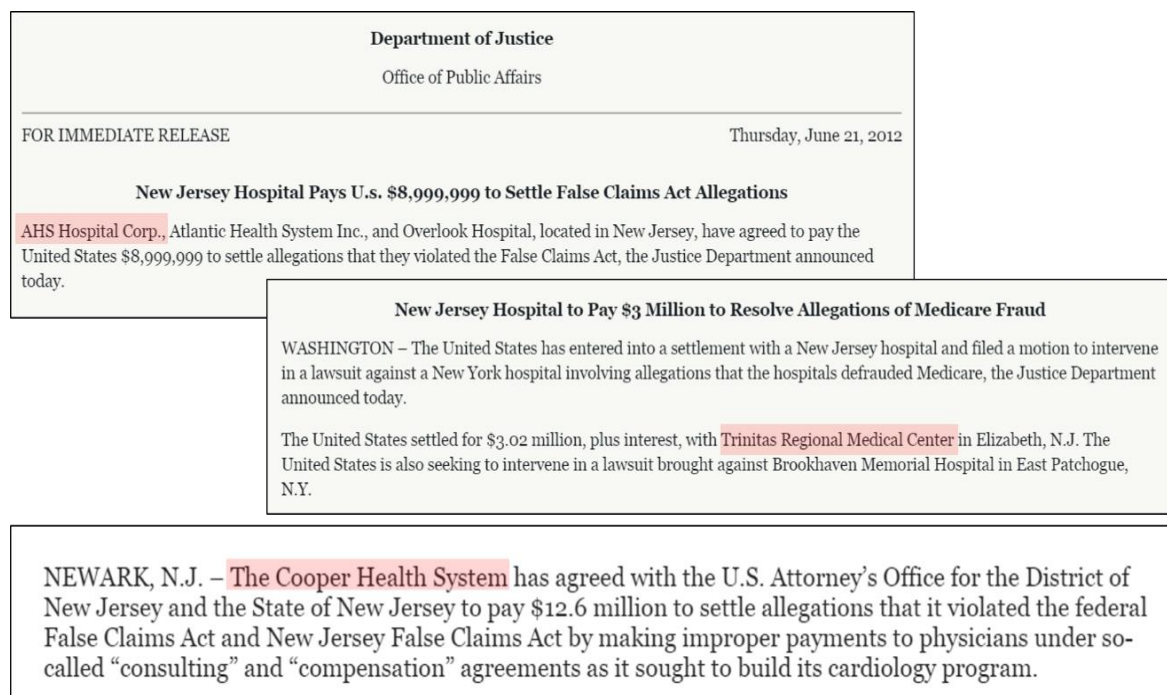 Department of Justice
Office of Public Affairs
FOR IMMEDIATE RELEASE Thursday, June 21, 2012
New Jersey Hospital Pays U.s. $8,999,999 to Settle False Claims Act Allegations
AHS Hospital Corp., Atlantic Health System Inc., and Overlook Hospital, located in New Jersey, have agreed to pay the
United States $8,999,999 to settle allegations that they violated the False Claims Act, the Justice Department announced
today.
New Jersey Hospital to Pay $3 Million to Resolve Allegations of Medicare Fraud
WASHINGTON – The United States has entered into a settlement with a New Jersey hospital and filed a motion to intervene
in a lawsuit against a New York hospital involving allegations that the hospitals defrauded Medicare, the Justice Department
announced today.
The United States settled for $3.02 million, plus interest, with Trinitas Regional Medical Center in Elizabeth, N.J. The
United States is also seeking to intervene in a lawsuit brought against Brookhaven Memorial Hospital in East Patchogue,
N.Y.
NEWARK, N.J. – The Cooper Health System has agreed with the U.S. Attorney’s Office for the District of
New Jersey and the State of New Jersey to pay $12.6 million to settle allegations that it violated the federal
False Claims Act and New Jersey False Claims Act by making improper payments to physicians under so-
called “consulting” and “compensation” agreements as it sought to build its cardiology program.